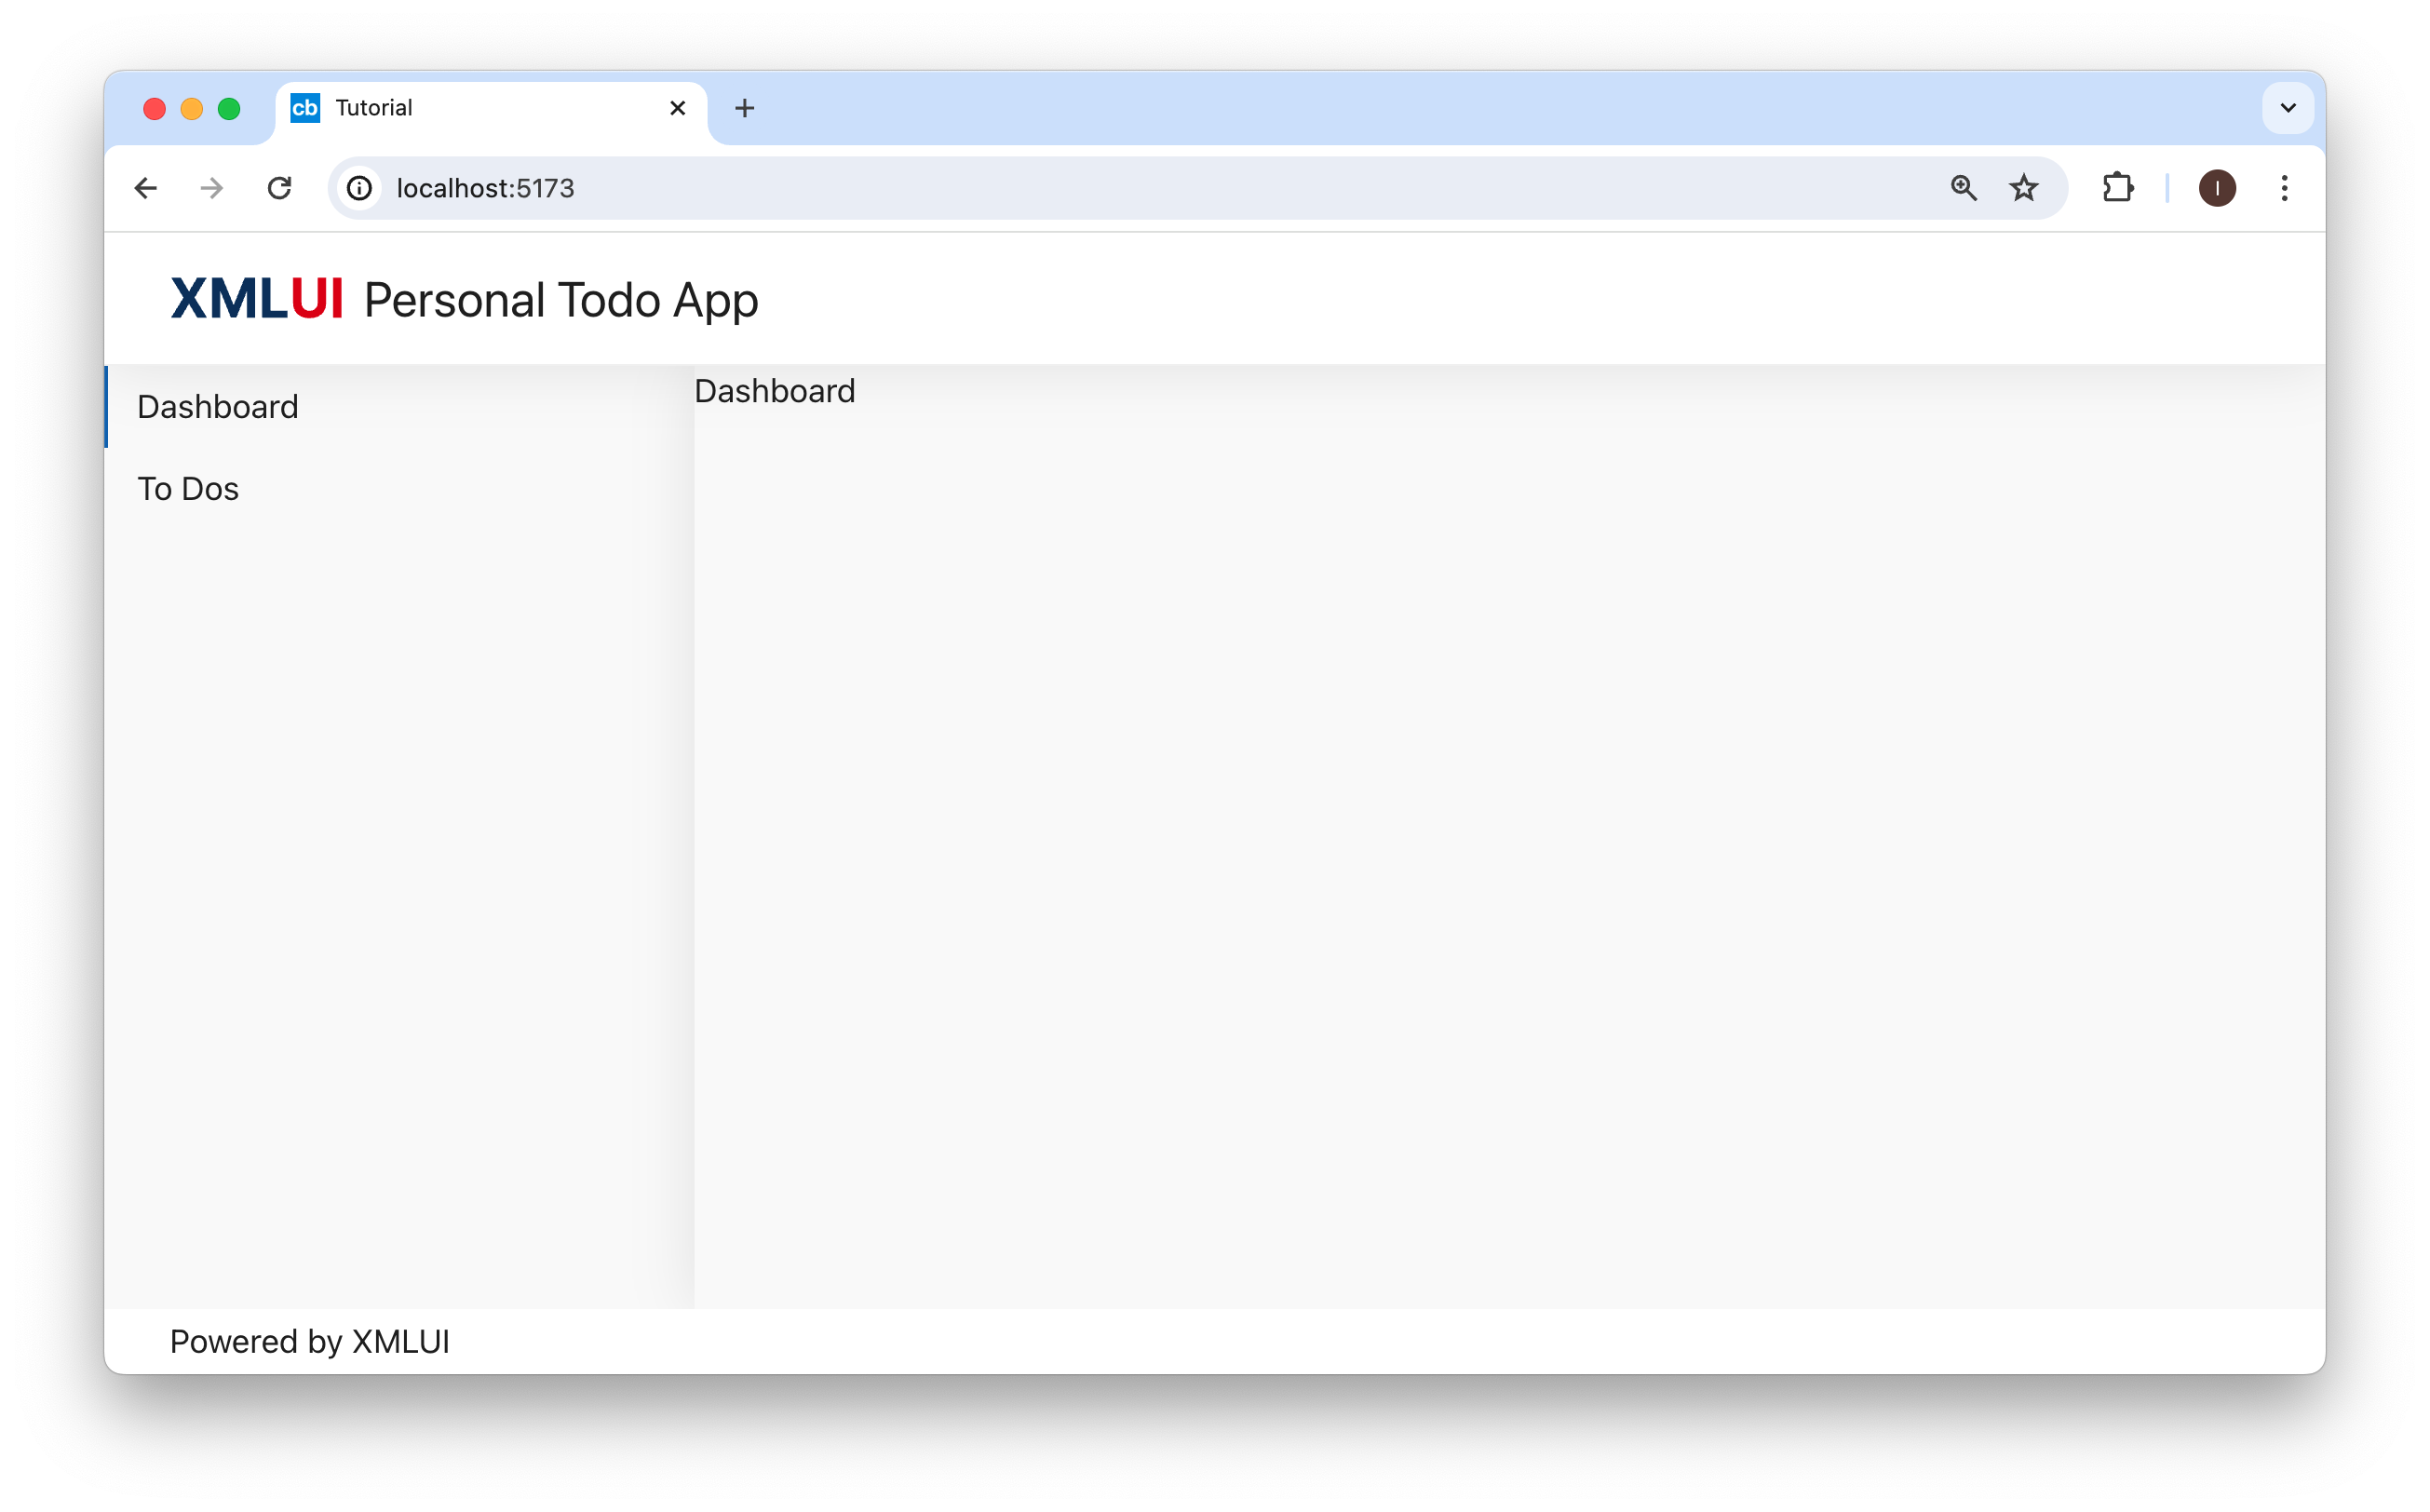 cb Tutorial
localhost:5173
I
XMLUI Personal Todo App
Dashboard
To Dos
Dashboard
Powered by XMLUI